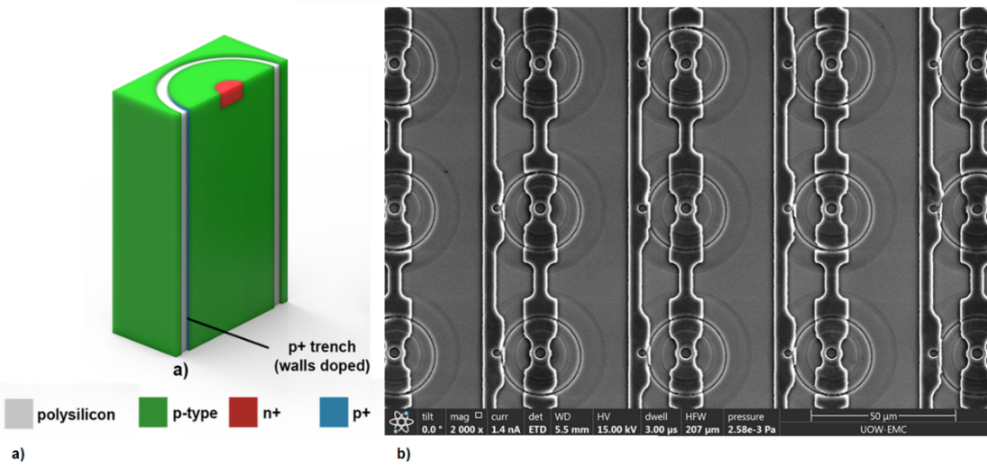 p+ trench
(walls doped)
a)
polysilicon
p-type
n+
p+
a)
tilt
0.0 °
mag
2 000 x
curr
1.4 nA
det
ETD
WD
5.5 mm
HV
15.00 kV
dwell
3.00 µs
HFW
207 µm
pressure
2.58e-3 Pa
50 µm
UOW-EMC
b)